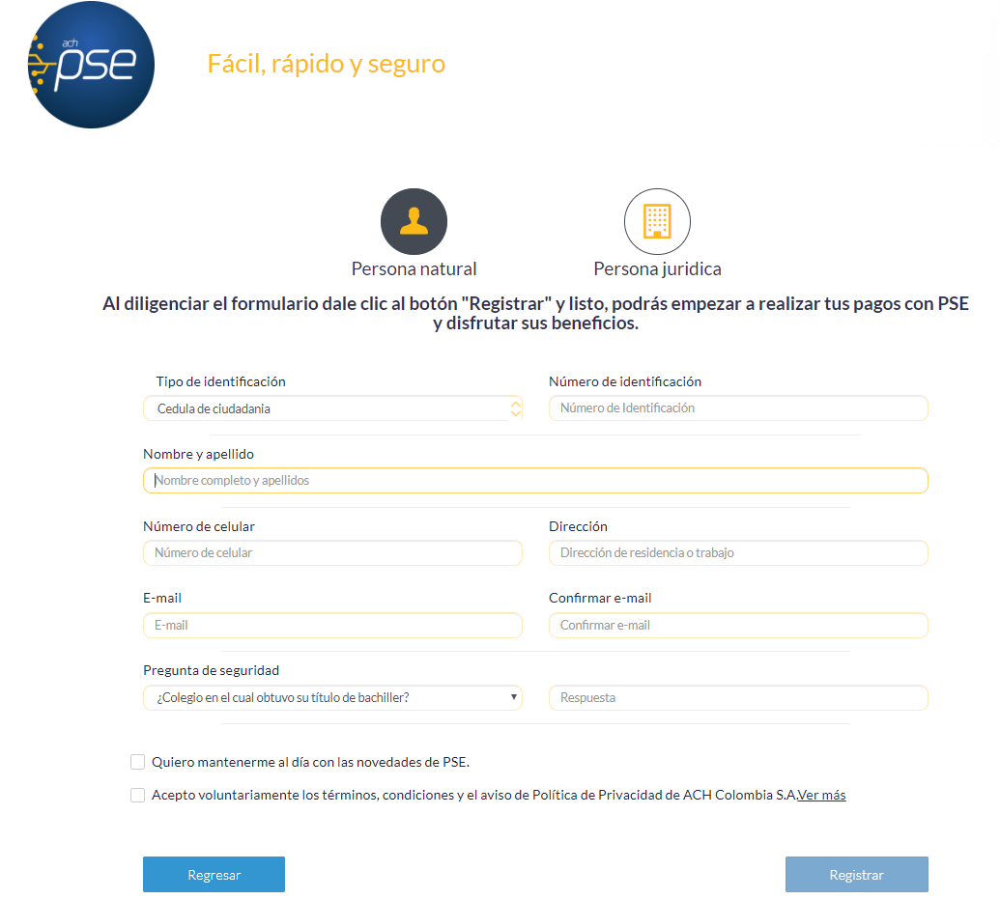 ach
pse
Fácil, rápido y seguro
Persona natural
Persona juridica
Al diligenciar el formulario dale clic al botón "Registrar" y listo, podrás empezar a realizar tus pagos con PSE
y disfrutar sus beneficios.
Tipo de identificación
Número de identificación
Cedula de ciudadania
Número de Identificación
Nombre y apellido
Nombre completo y apellidos
Número de celular
Dirección
Número de celular
Dirección de residencia o trabajo
E-mail
Confirmar e-mail
E-mail
Confirmar e-mail
Pregunta de seguridad
¿Colegio en el cual obtuvo su título de bachiller?
Respuesta
Quiero mantenerme al día con las novedades de PSE.
Acepto voluntariamente los términos, condiciones y el aviso de Política de Privacidad de ACH Colombia S.A.Ver más
Regresar
Registrar